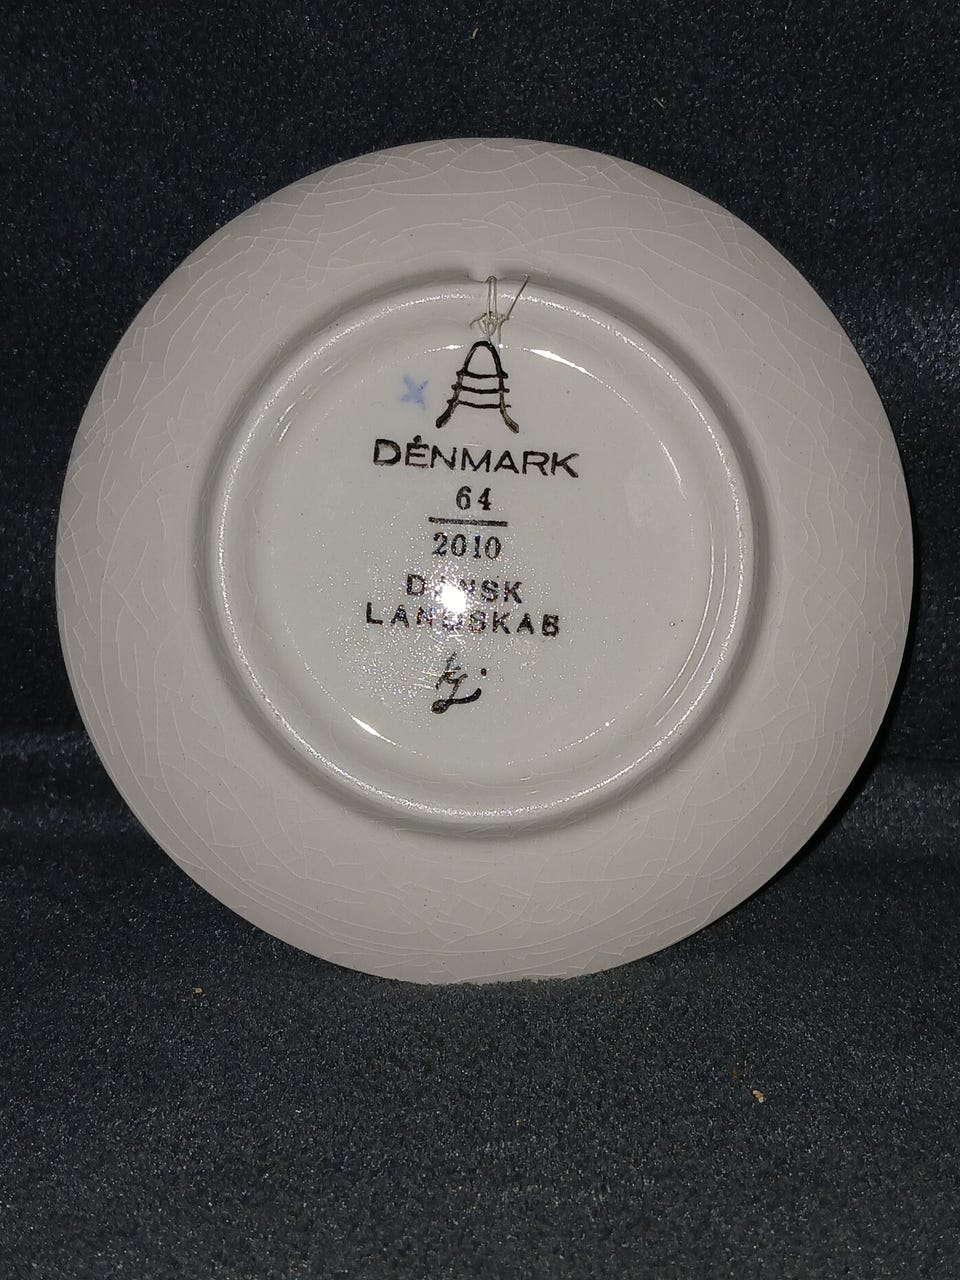 DENMARK
64
2010
DANSK
LANDSKAB